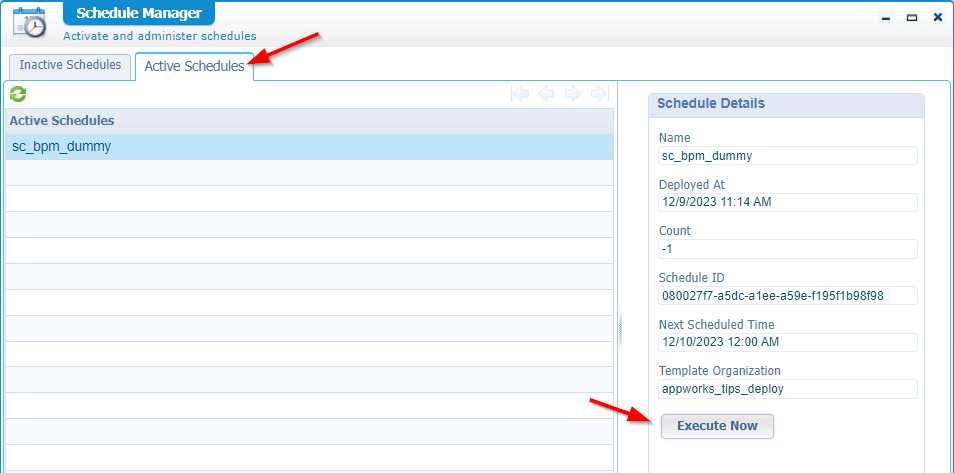 Schedule Manager
Activate and administer schedules
Inactive Schedules
Active Schedules
Active Schedules
sc_bpm_dummy
Schedule Details
Name
sc_bpm_dummy
Deployed At
12/9/2023 11:14 AM
Count
-1
Schedule ID
080027f7-a5dc-a1ee-a59e-f195f1b98f98
Next Scheduled Time
12/10/2023 12:00 AM
Template Organization
appworks_tips_deploy
Execute Now